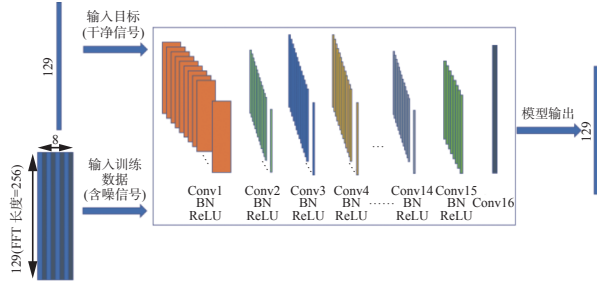 129
输入目标
(干净信号)
8
129(FFT 长度=256)
输入训练
数据
(含噪信号)
...
Conv1 Conv2 Conv3 Conv4 Conv14 Conv15 Conv16
BN BN BN BN ...... BN BN
ReLU ReLU ReLU ReLU ReLU ReLU
模型输出
129